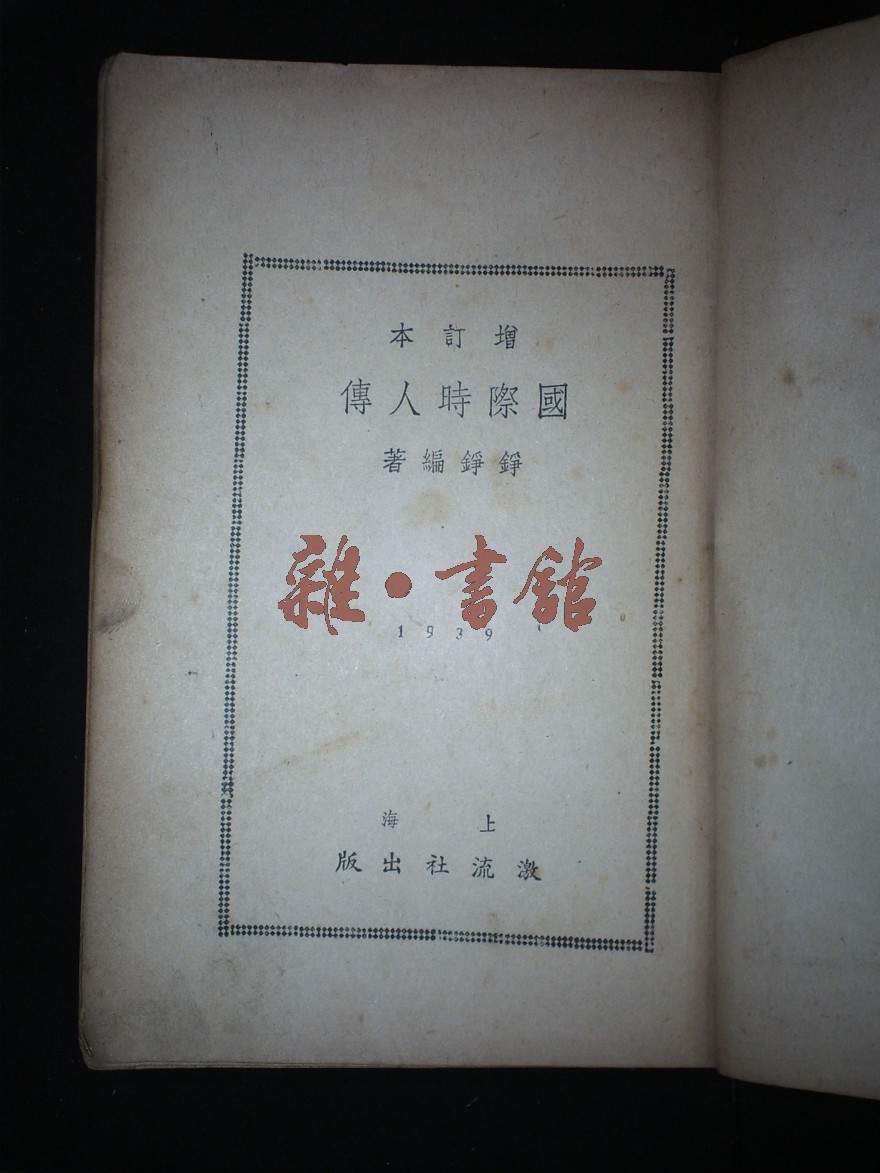 增訂本
國際時人傳
錚錚編著
雜·書館
1939
上海
激流社出版